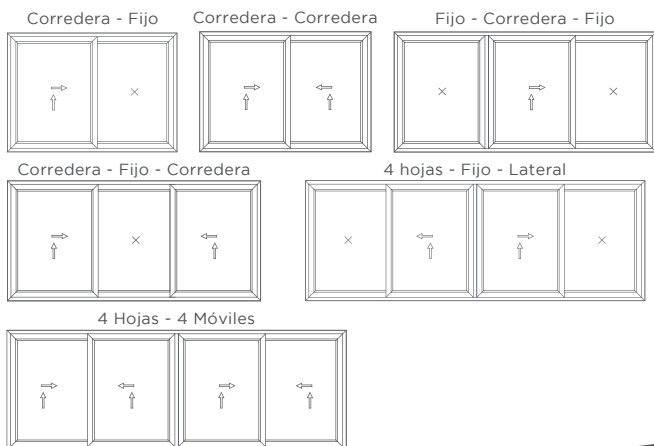 Corredera - Fijo
Corredera - Corredera
Fijo - Corredera - Fijo
Corredera - Fijo - Corredera
4 hojas - Fijo - Lateral
4 Hojas - 4 Móviles